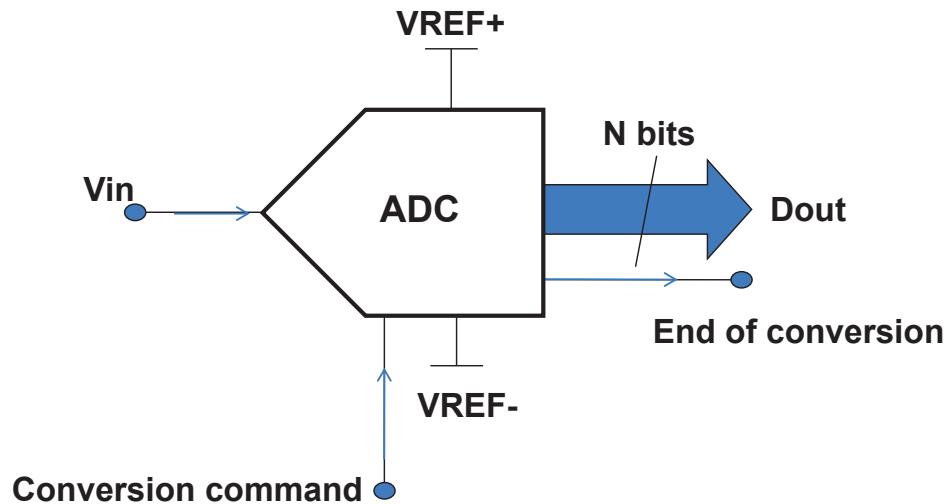 VREF+
N bits
Vin
ADC
Dout
End of conversion
VREF-
Conversion command